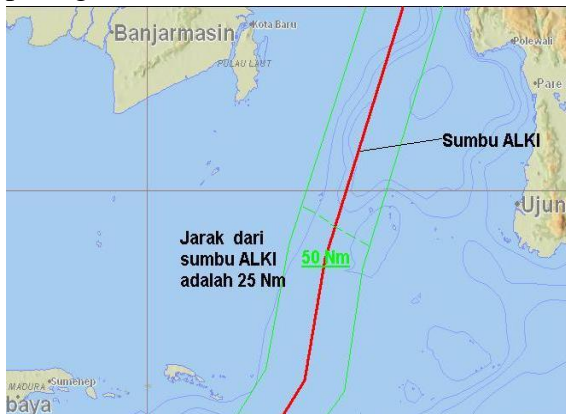 Kota Baru
Banjarmasin
Polewali
PULAU LAUT
Pare
Sumbu ALKI
Ujun
Jarak dari
sumbu ALKI
adalah 25 Nm
50 Nm
MADURA
Sumenep
baya